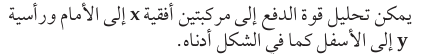 يمكن تحليل قوة الدفع إلى مركبتين أفقية x إلى الأمام ورأسية
y إلى الأسفل كما في الشكل أدناه.